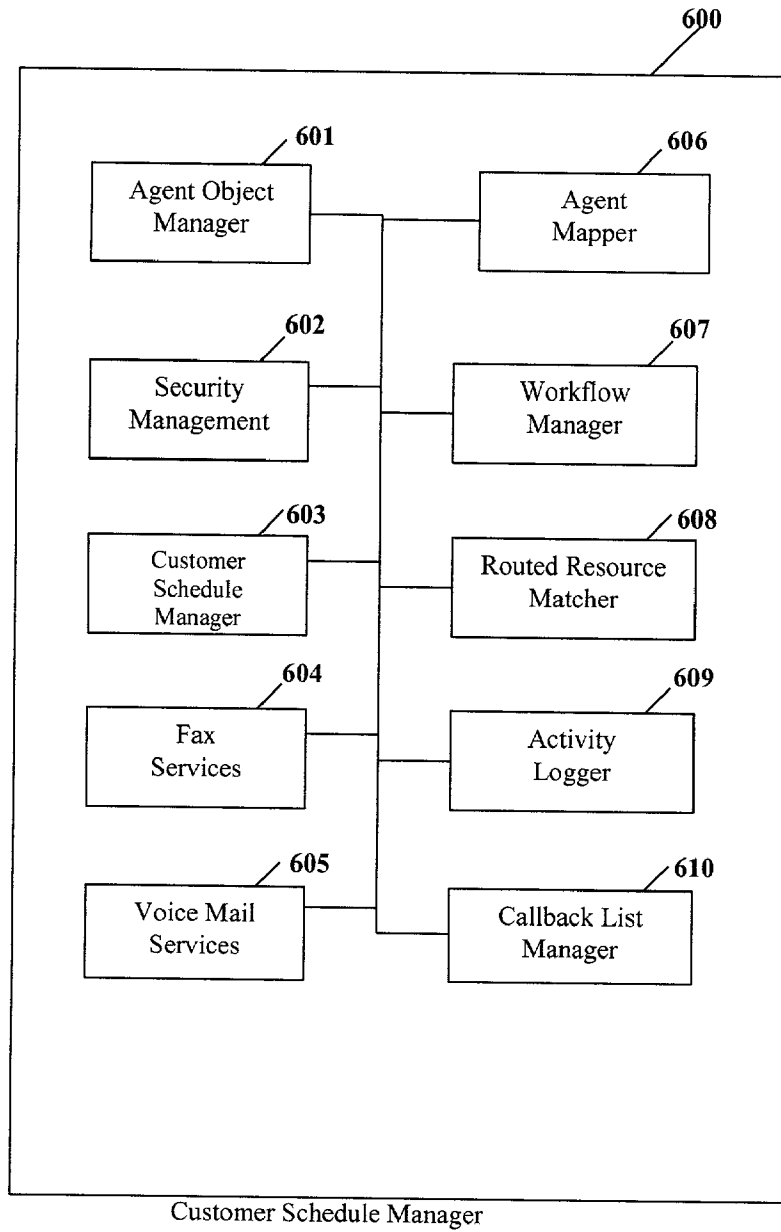 600
601
Agent Object
Manager
606
Agent
Mapper
602
Security
Management
607
Workflow
Manager
603
Customer
Schedule
Manager
608
Routed Resource
Matcher
604
Fax
Services
609
Activity
Logger
605
Voice Mail
Services
610
Callback List
Manager
Customer Schedule Manager